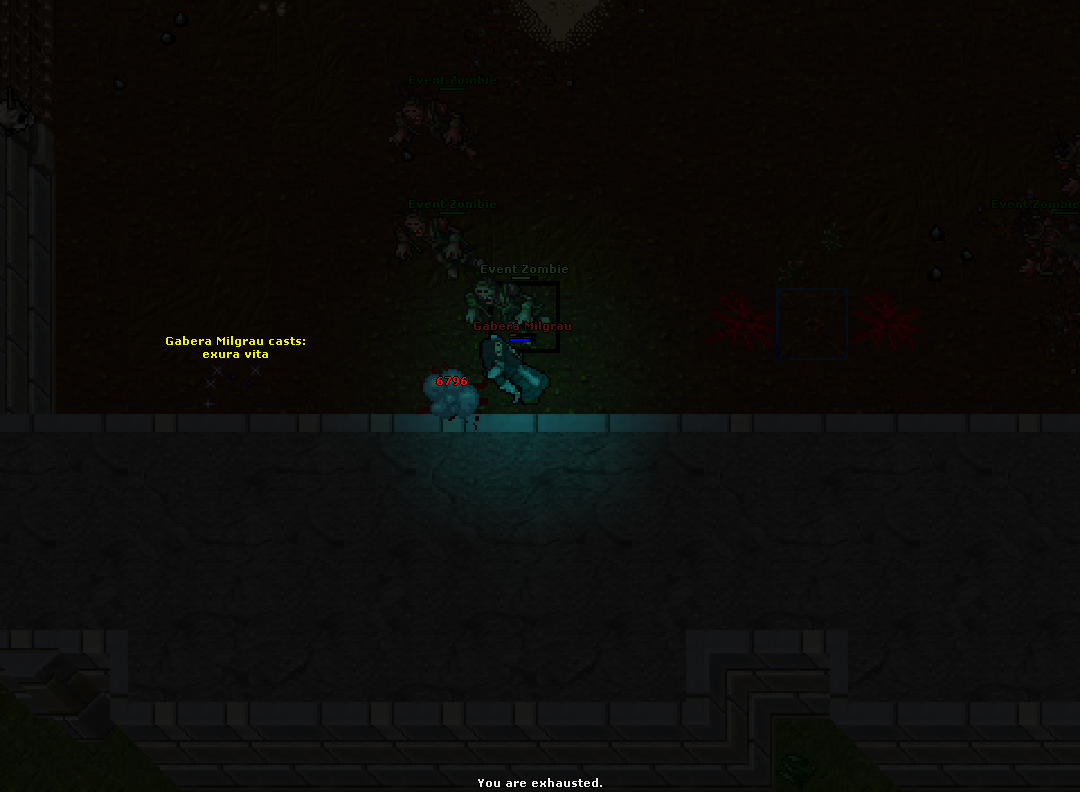 Event Zombie
Event Zombie
Event Zombie
Event Zombie
Gabera Milgrau
Gabera Milgrau casts:
exura vita
6796
You are exhausted.